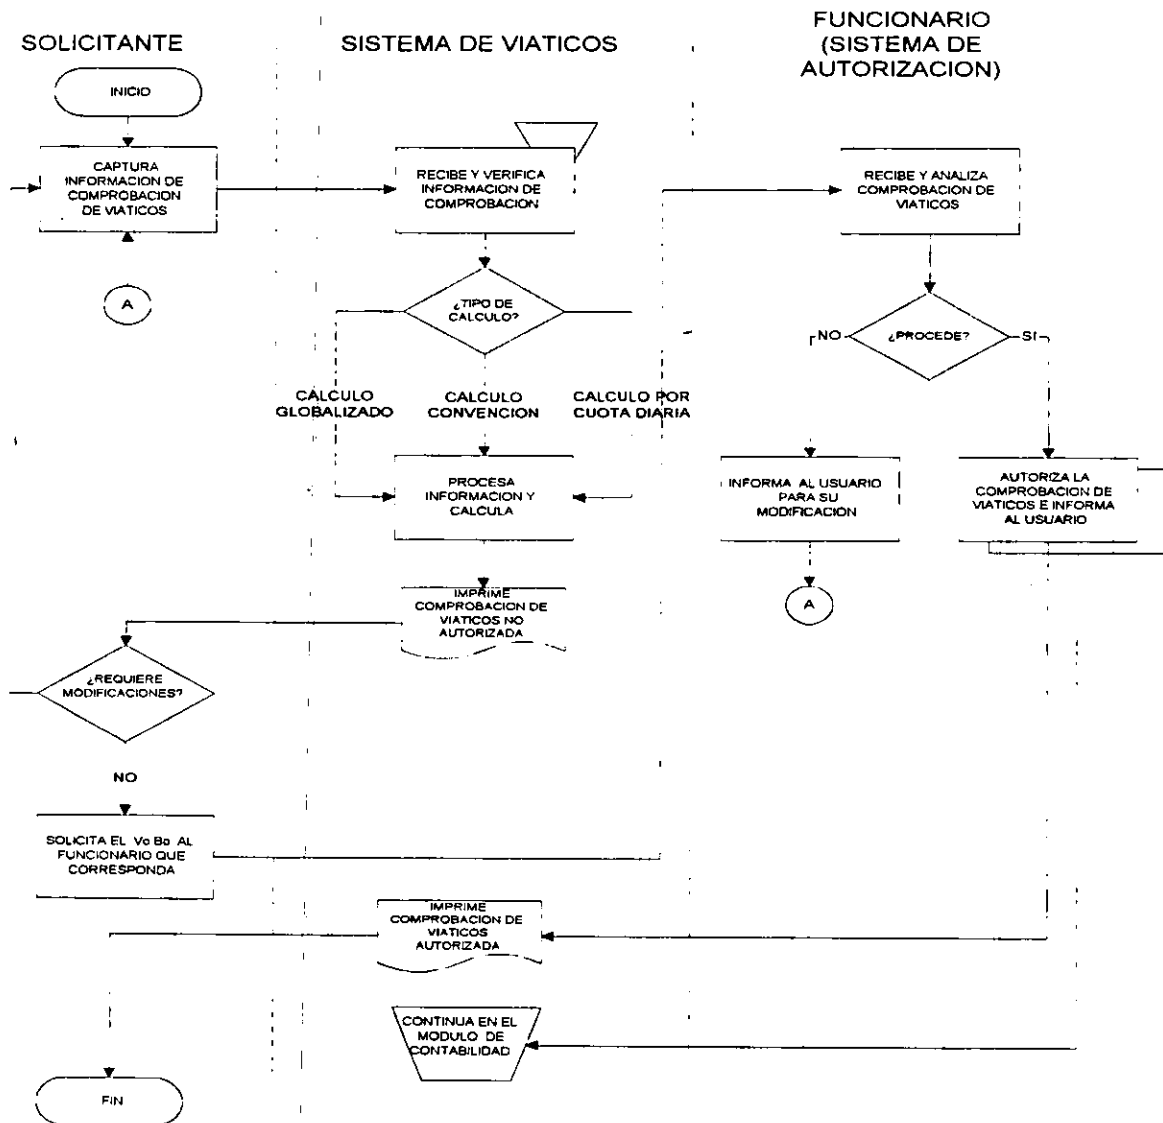 SOLICITANTE
SISTEMA DE VIATICOS
FUNCIONARIO
(SISTEMA DE
AUTORIZACION)
INICIO
CAPTURA
INFORMACION DE
COMPROBACION
DE VIATICOS
RECIBE Y VERIFICA
INFORMACION DE
COMPROBACION
RECIBE Y ANALIZA
COMPROBACION DE
VIATICOS
A
¿TIPO DE
CALCULO?
NO
¿PROCEDE?
SI
CALCULO
GLOBALIZADO
CALCULO
CONVENCION
CALCULO POR
CUOTA DIARIA
PROCESA
INFORMACION Y
CALCULA
INFORMA AL USUARIO
PARA SU
MODIFICACIÓN
AUTORIZA LA
COMPROBACION DE
VIATICOS E INFORMA
AL USUARIO
IMPRIME
COMPROBACION DE
VIATICOS NO
AUTORIZADA
A
¿REQUIERE
MODIFICACIONES?
NO
SOLICITA EL Vo Bo AL
FUNCIONARIO QUE
CORRESPONDA
IMPRIME
COMPROBACION DE
VIATICOS
AUTORIZADA
CONTINUA EN EL
MODULO DE
CONTABILIDAD
FIN